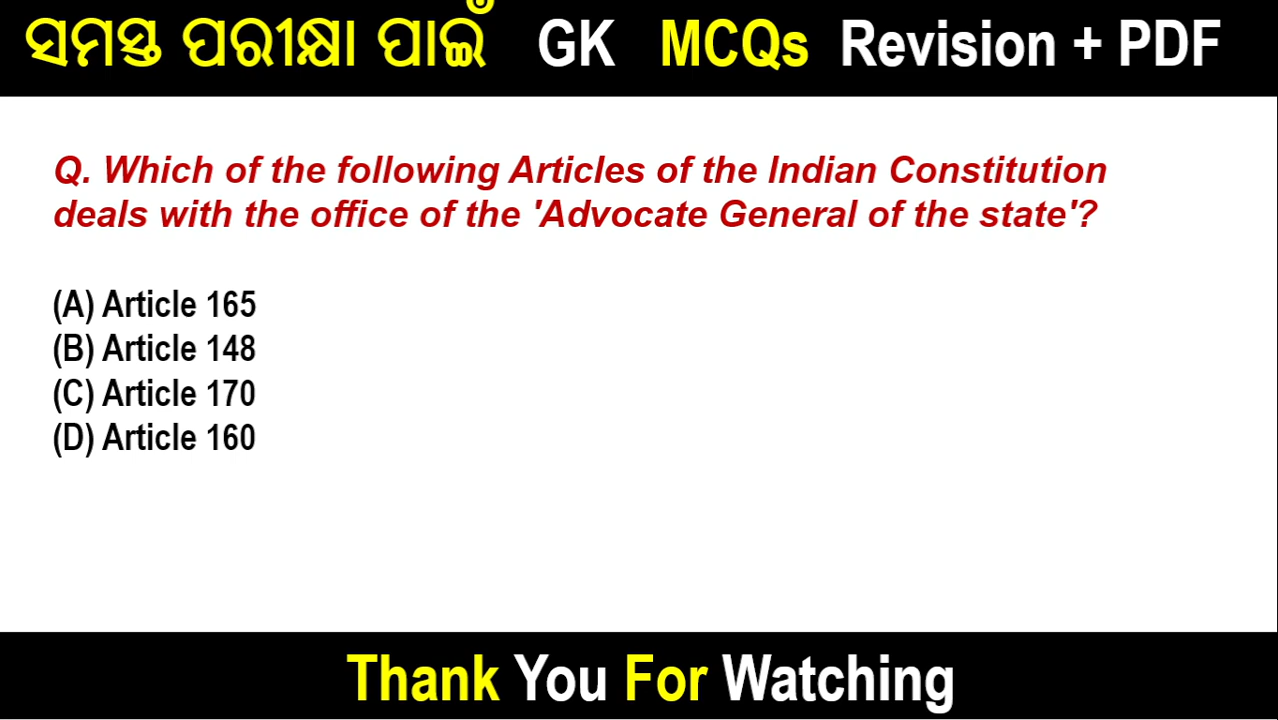 ସମସ୍ତ ପରୀକ୍ଷା ପାଇଁ GK MCQs Revision + PDF
Q. Which of the following Articles of the Indian Constitution
deals with the office of the 'Advocate General of the state'?
(A) Article 165
(B) Article 148
(C) Article 170
(D) Article 160
Thank You For Watching